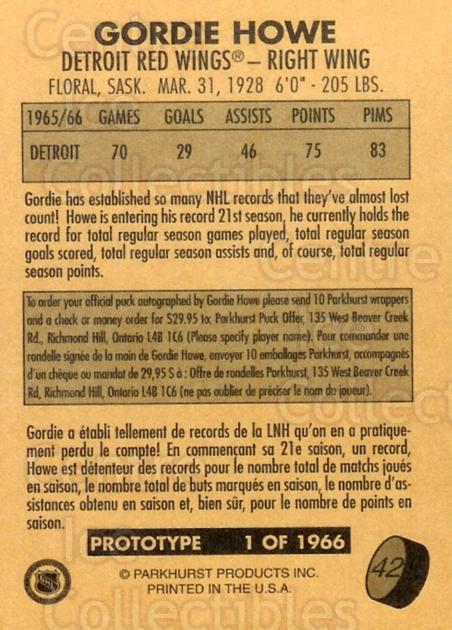 GORDIE HOWE
DETROIT RED WINGS® – RIGHT WING
FLORAL, SASK. MAR. 31, 1928 6'0" - 205 LBS.
1965/66 GAMES GOALS ASSISTS POINTS PIMS
DETROIT 70 29 46 75 83
Gordie has established so many NHL records that they've almost lost
count! Howe is entering his record 21st season, he currently holds the
record for total regular season games played, total regular season
goals scored, total regular season assists and, of course, total regular
season points.
To order your official puck autographed by Gordie Howe please send 10 Parkhurst wrappers
and a check or money order for $29.95 to: Parkhurst Puck Offer, 135 West Beaver Creek
Rd., Richmond Hill, Ontario L4B 1C6 (Please specify player name). Pour commander une
rondelle signée de la main de Gordie Howe, envoyer 10 emballages Parkhurst, accompagnés
d'un chèque ou mandat de 29,95 S à : Offre de rondelles Parkhurst, 135 West Beaver Creek
Rd, Richmond Hill, Ontario L4B 1C6 (ne pas oublier de préciser le nom du joueur).
Gordie a établi tellement de records de la LNH qu'on en a pratique-
ment perdu le compte! En commençant sa 21e saison, un record,
Howe est détenteur des records pour le nombre total de matchs joués
en saison, le nombre total de buts marqués en saison, le nombre d'as-
sistances obtenu en saison et, bien sûr, pour le nombre de points en
saison.
PROTOTYPE 1 OF 1966
© PARKHURST PRODUCTS INC.
PRINTED IN THE U.S.A.
42
NHL
Centre
Collectibles